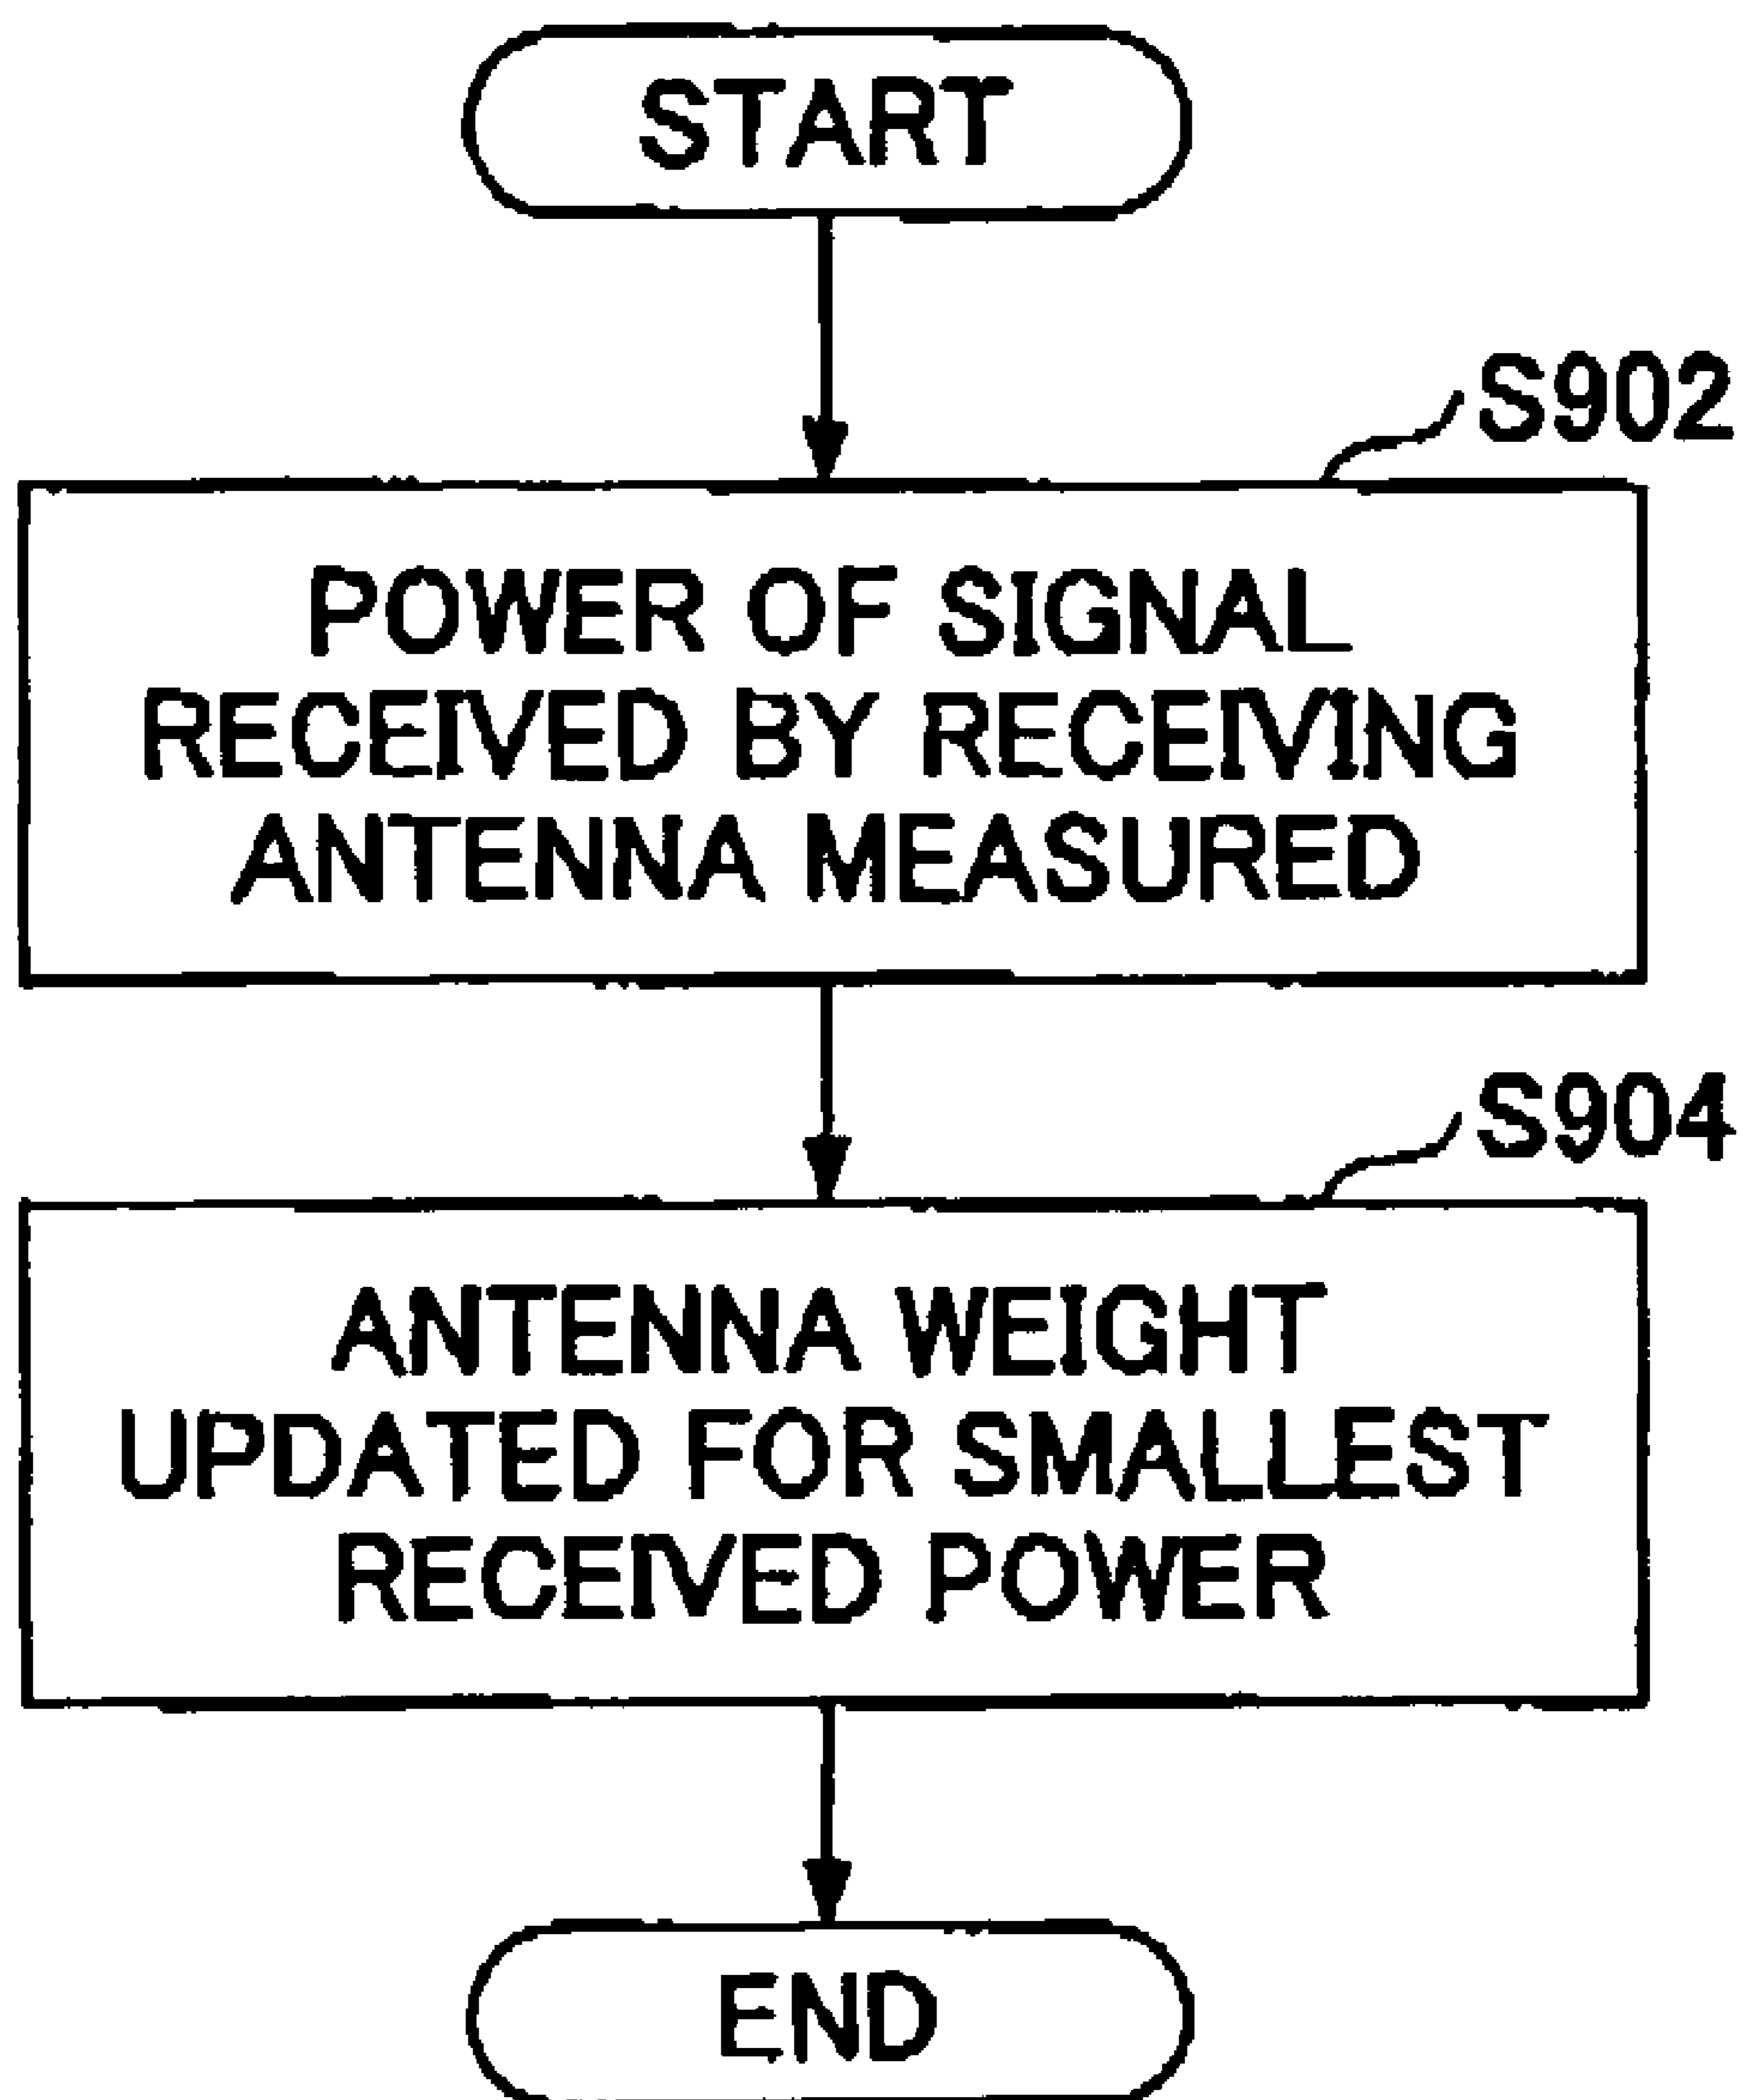 START
S902
POWER OF SIGNAL
RECEIVED BY RECEIVING
ANTENNA MEASURED
S904
ANTENNA WEIGHT
UPDATED FOR SMALLEST
RECEIVED POWER
END